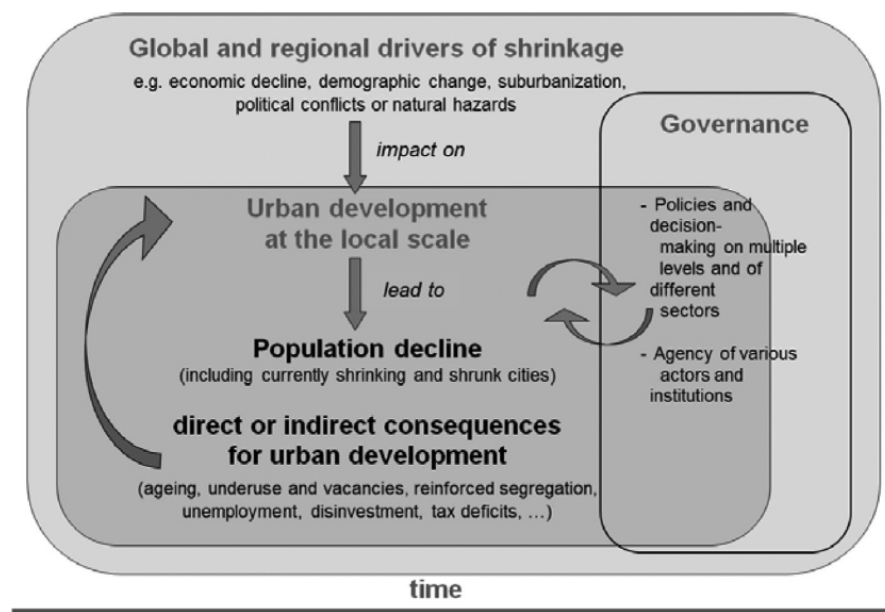 Global and regional drivers of shrinkage
e.g. economic decline, demographic change, suburbanization,
political conflicts or natural hazards
impact on
Urban development
at the local scale
lead to
Population decline
(including currently shrinking and shrunk cities)
direct or indirect consequences
for urban development
(ageing, underuse and vacancies, reinforced segregation,
unemployment, disinvestment, tax deficits, …)
Governance
- Policies and
decision-
making on multiple
levels and of
different
sectors
- Agency of various
actors and
institutions
time